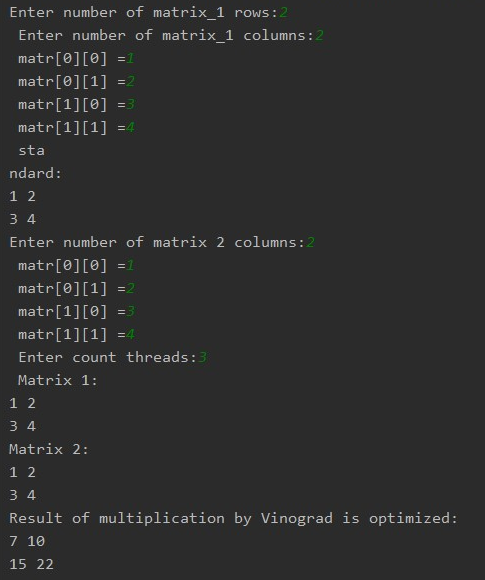 Enter number of matrix_1 rows:2
Enter number of matrix_1 columns:2
matr[0][0] =1
matr[0][1] =2
matr[1][0] =3
matr[1][1] =4
sta
ndard:
1 2
3 4
Enter number of matrix 2 columns:2
matr[0][0] =1
matr[0][1] =2
matr[1][0] =3
matr[1][1] =4
Enter count threads:3
Matrix 1:
1 2
3 4
Matrix 2:
1 2
3 4
Result of multiplication by Vinograd is optimized:
7 10
15 22